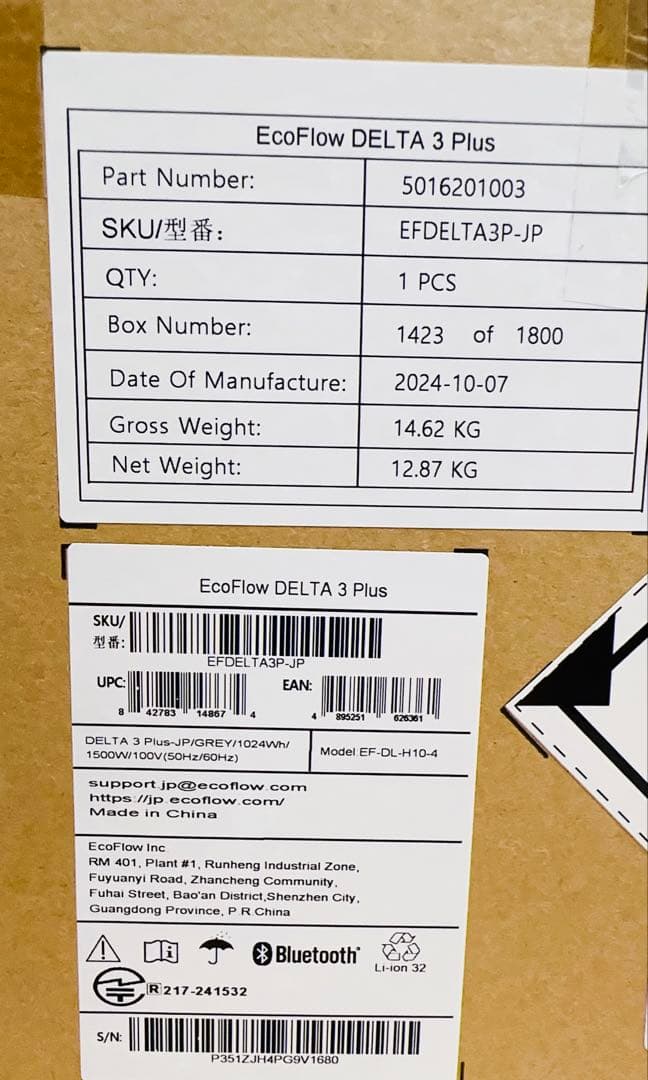 EcoFlow DELTA 3 Plus
Part Number: 5016201003
SKU/型番: EFDELTA3P-JP
QTY: 1 PCS
Box Number: 1423 of 1800
Date Of Manufacture: 2024-10-07
Gross Weight: 14.62 KG
Net Weight: 12.87 KG
EcoFlow DELTA 3 Plus
SKU/
型番:
EFDELTA3P-JP
UPC: 8 42783 14867 4
EAN: 4 895251 626361
DELTA 3 Plus-JP/GREY/1024Wh/
1500W/100V(50Hz/60Hz)
Model:EF-DL-H10-4
support.jp@ecoflow.com
https://jp.ecoflow.com/
Made in China
EcoFlow Inc.
RM 401, Plant #1, Runheng Industrial Zone,
Fuyuanyi Road, Zhancheng Community,
Fuhai Street, Bao'an District,Shenzhen City,
Guangdong Province, P.R.China
Bluetooth®
Li-ion 32
R 217-241532
S/N:
P351ZJH4PG9V1680